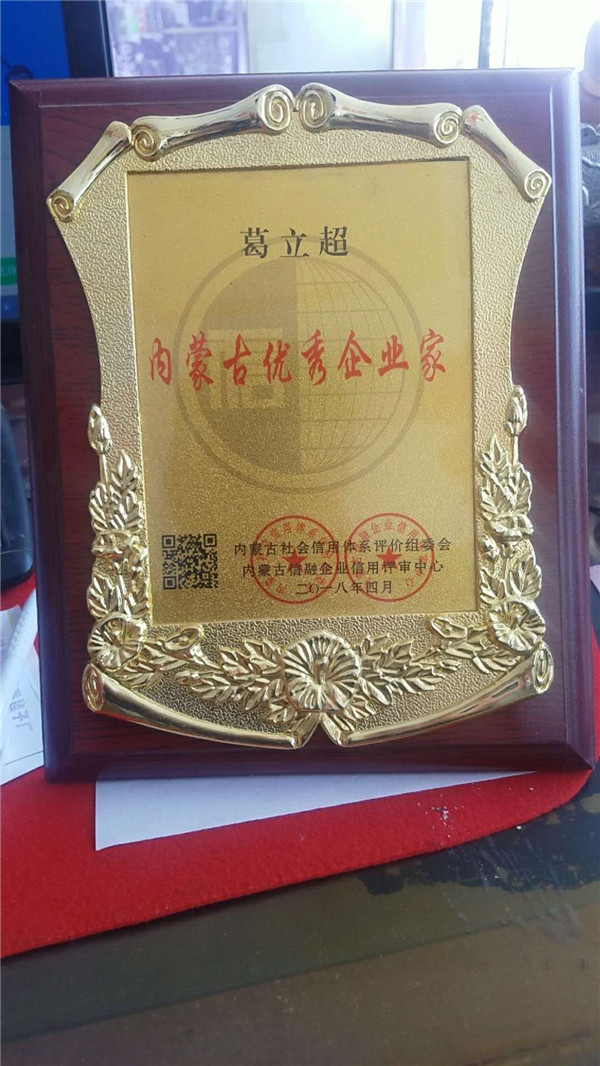 葛立超
内蒙古优秀企业家
内蒙古社会信用体系评价组委会
内蒙古信融企业信用评审中心
二〇一八年四月